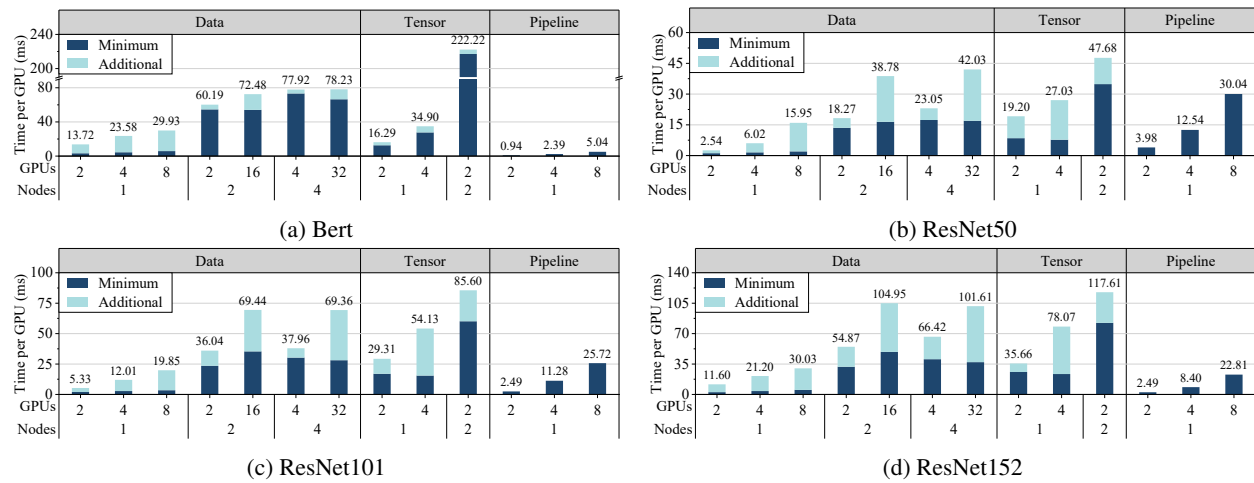 Data Tensor Pipeline
Time per GPU (ms)
240
200
80
40
0
Minimum
Additional
13.72 23.58 29.93 60.19 72.48 77.92 78.23 16.29 34.90 222.22 0.94 2.39 5.04
GPUs 2 4 8 2 16 4 32 2 4 2 2 4 8
Nodes 1 2 4 1 2 1
(a) Bert
Data Tensor Pipeline
Time per GPU (ms)
60
45
30
15
0
Minimum
Additional
2.54 6.02 15.95 18.27 38.78 23.05 42.03 19.20 27.03 47.68 3.98 12.54 30.04
GPUs 2 4 8 2 16 4 32 2 4 2 2 4 8
Nodes 1 2 4 1 2 1
(b) ResNet50
Data Tensor Pipeline
Time per GPU (ms)
100
75
50
25
0
Minimum
Additional
5.33 12.01 19.85 36.04 69.44 37.96 69.36 29.31 54.13 85.60 2.49 11.28 25.72
GPUs 2 4 8 2 16 4 32 2 4 2 2 4 8
Nodes 1 2 4 1 2 1
(c) ResNet101
Data Tensor Pipeline
Time per GPU (ms)
140
105
70
35
0
Minimum
Additional
11.60 21.20 30.03 54.87 104.95 66.42 101.61 35.66 78.07 117.61 2.49 8.40 22.81
GPUs 2 4 8 2 16 4 32 2 4 2 2 4 8
Nodes 1 2 4 1 2 1
(d) ResNet152